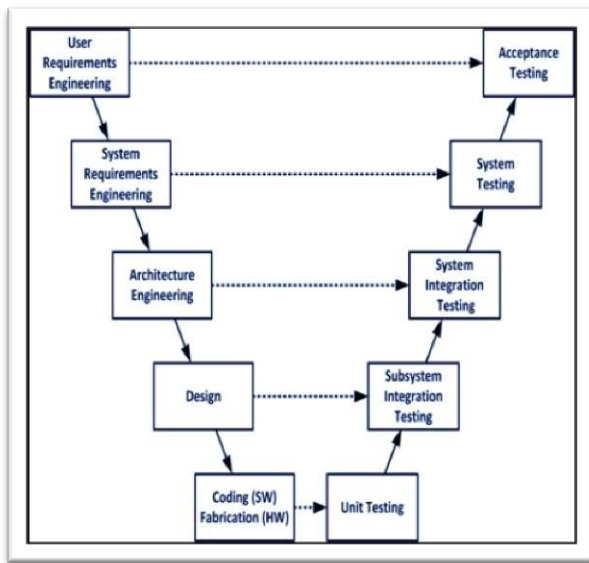 User
Requirements
Engineering
Acceptance
Testing
System
Requirements
Engineering
System
Testing
Architecture
Engineering
System
Integration
Testing
Design
Subsystem
Integration
Testing
Coding (SW)
Fabrication (HW)
Unit Testing